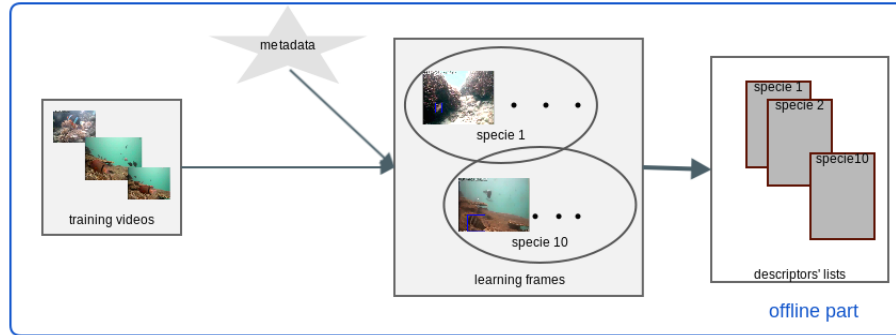 metadata
training videos
specie 1
specie 10
learning frames
specie 1
specie 2
specie10
descriptors' lists
offline part